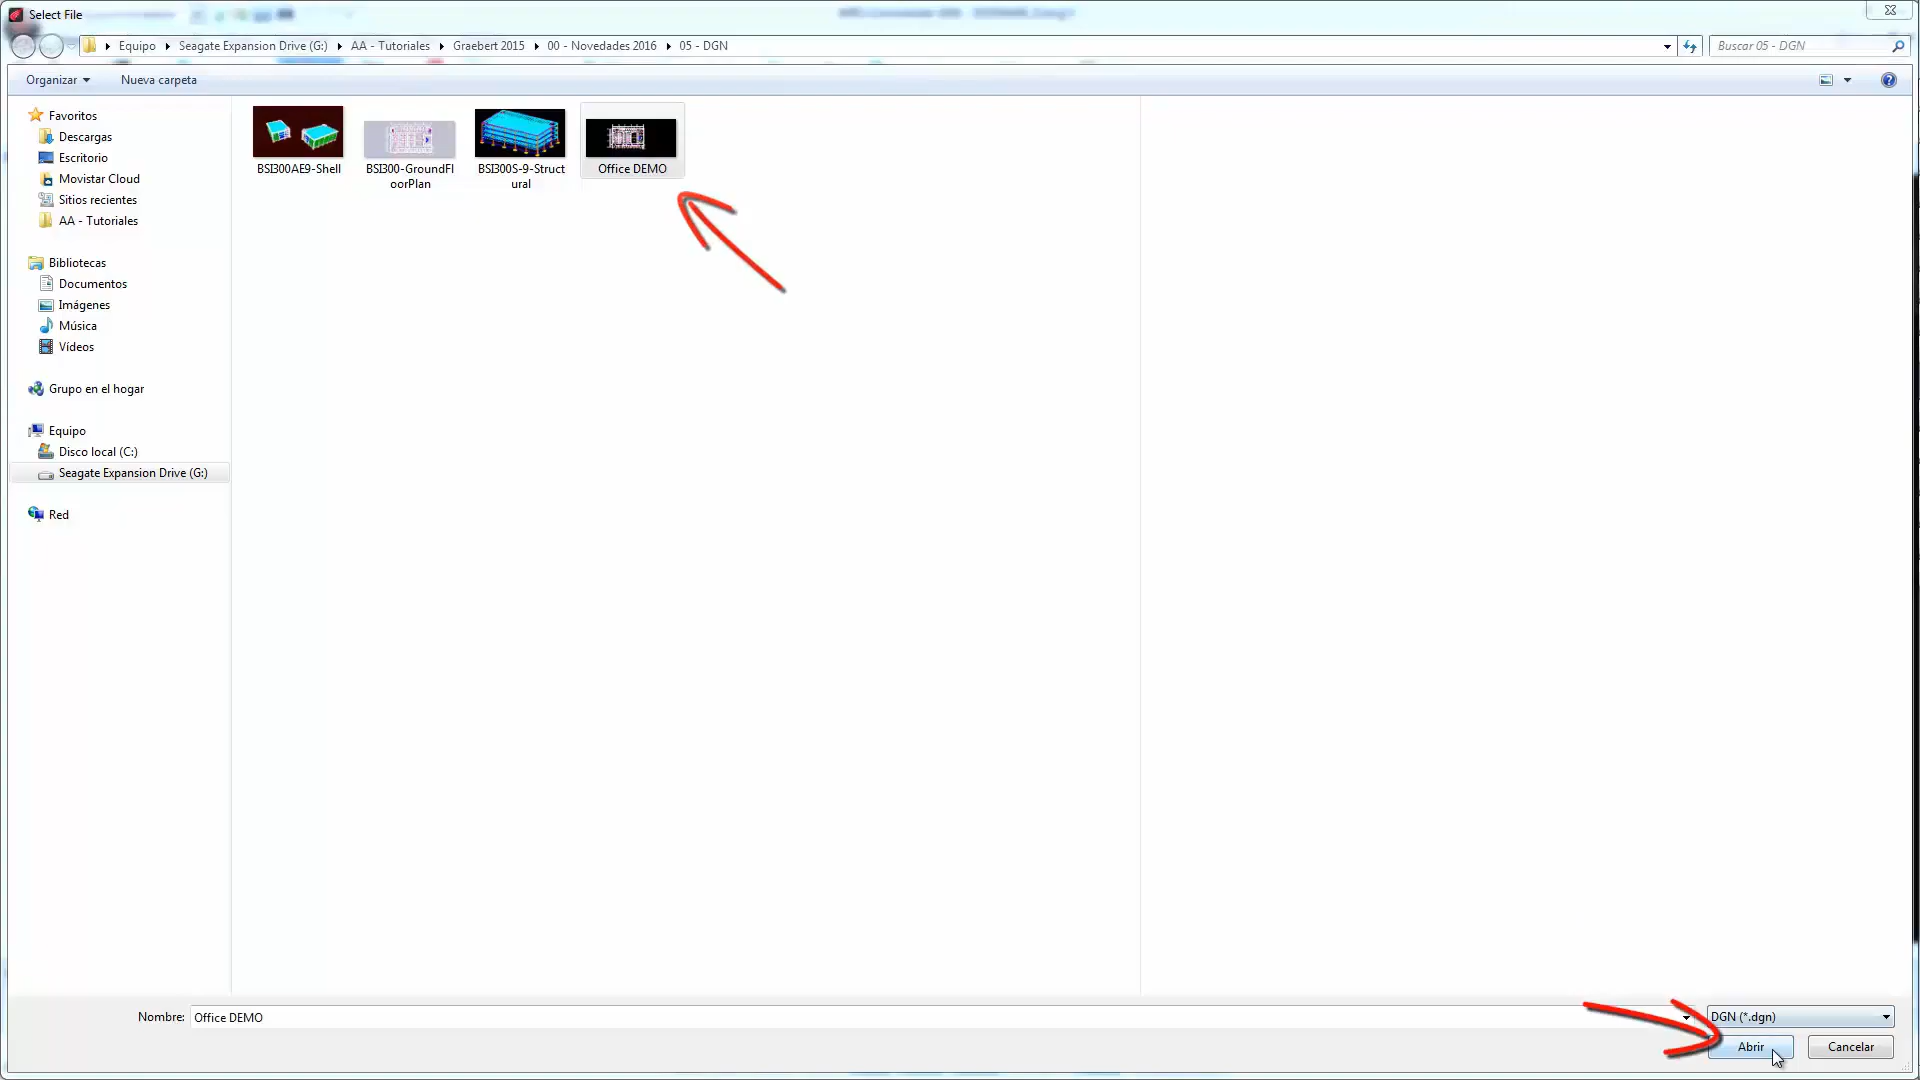 Select File
Equipo
Seagate Expansion Drive (G:)
AA - Tutoriales
Graebert 2015
00 - Novedades 2016
05 - DGN
Buscar 05 - DGN
Organizar
Nueva carpeta
Favoritos
Descargas
Escritorio
Movistar Cloud
Sitios recientes
AA - Tutoriales
Bibliotecas
Documentos
Imágenes
Música
Vídeos
Grupo en el hogar
Equipo
Disco local (C:)
Seagate Expansion Drive (G:)
Red
BSI300AE9-Shell
BSI300-GroundFl
oorPlan
BSI300S-9-Struct
ural
Office DEMO
Nombre:
Office DEMO
DGN (*.dgn)
Abrir
Cancelar